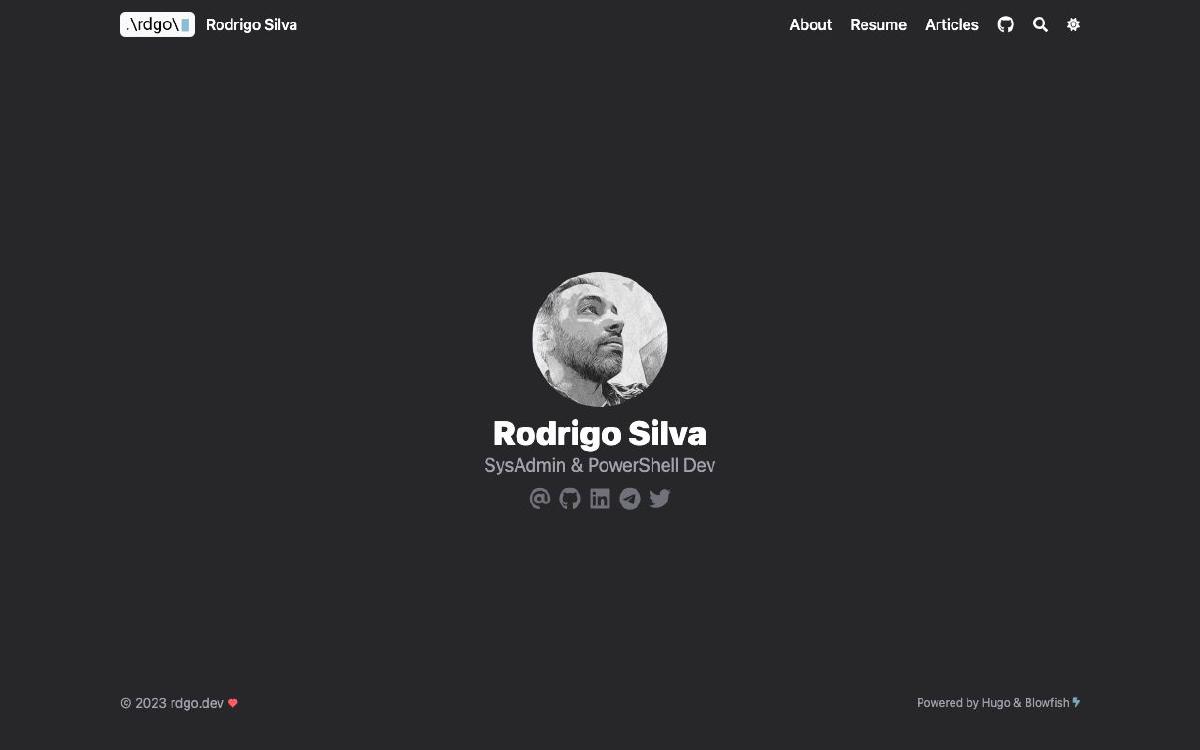 .\rdgo\
Rodrigo Silva
About
Resume
Articles
Rodrigo Silva
SysAdmin & PowerShell Dev
© 2023 rdgo.dev
Powered by Hugo & Blowfish